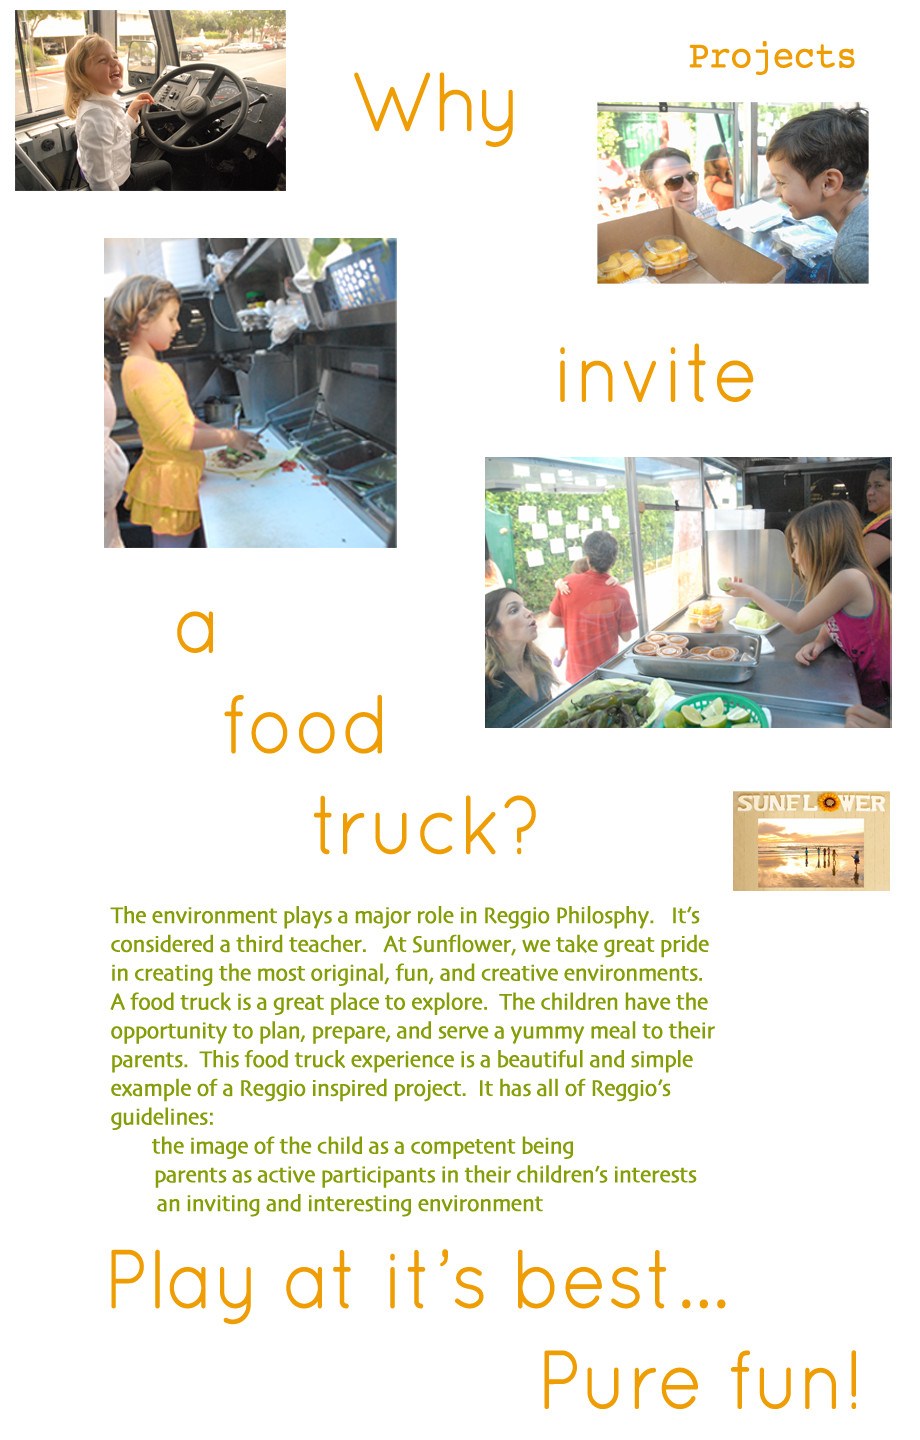 Projects
Why
invite
a
food
truck?
SUNFLOWER
The environment plays a major role in Reggio Philosphy.   It's
considered a third teacher.   At Sunflower, we take great pride
in creating the most original, fun, and creative environments.
A food truck is a great place to explore.  The children have the
opportunity to plan, prepare, and serve a yummy meal to their
parents.  This food truck experience is a beautiful and simple
example of a Reggio inspired project.  It has all of Reggio's
guidelines:
the image of the child as a competent being
parents as active participants in their children's interests
an inviting and interesting environment
Play at it's best...
Pure fun!